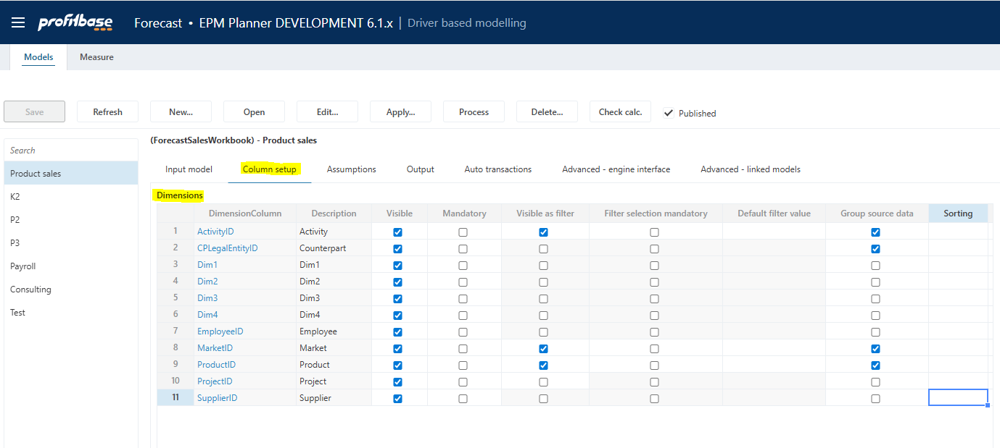 profitbase Forecast • EPM Planner DEVELOPMENT 6.1.x | Driver based modelling
Models Measure
Save Refresh New... Open Edit... Apply... Process Delete... Check calc. Published
(ForecastSalesWorkbook) - Product sales
Search
Product sales
K2
P2
P3
Payroll
Consulting
Test
Input model Column setup Assumptions Output Auto transactions Advanced - engine interface Advanced - linked models
Dimensions
DimensionColumn Description Visible Mandatory Visible as filter Filter selection mandatory Default filter value Group source data Sorting
1 ActivityID Activity
2 CPLegalEntityID Counterpart
3 Dim1 Dim1
4 Dim2 Dim2
5 Dim3 Dim3
6 Dim4 Dim4
7 EmployeeID Employee
8 MarketID Market
9 ProductID Product
10 ProjectID Project
11 SupplierID Supplier